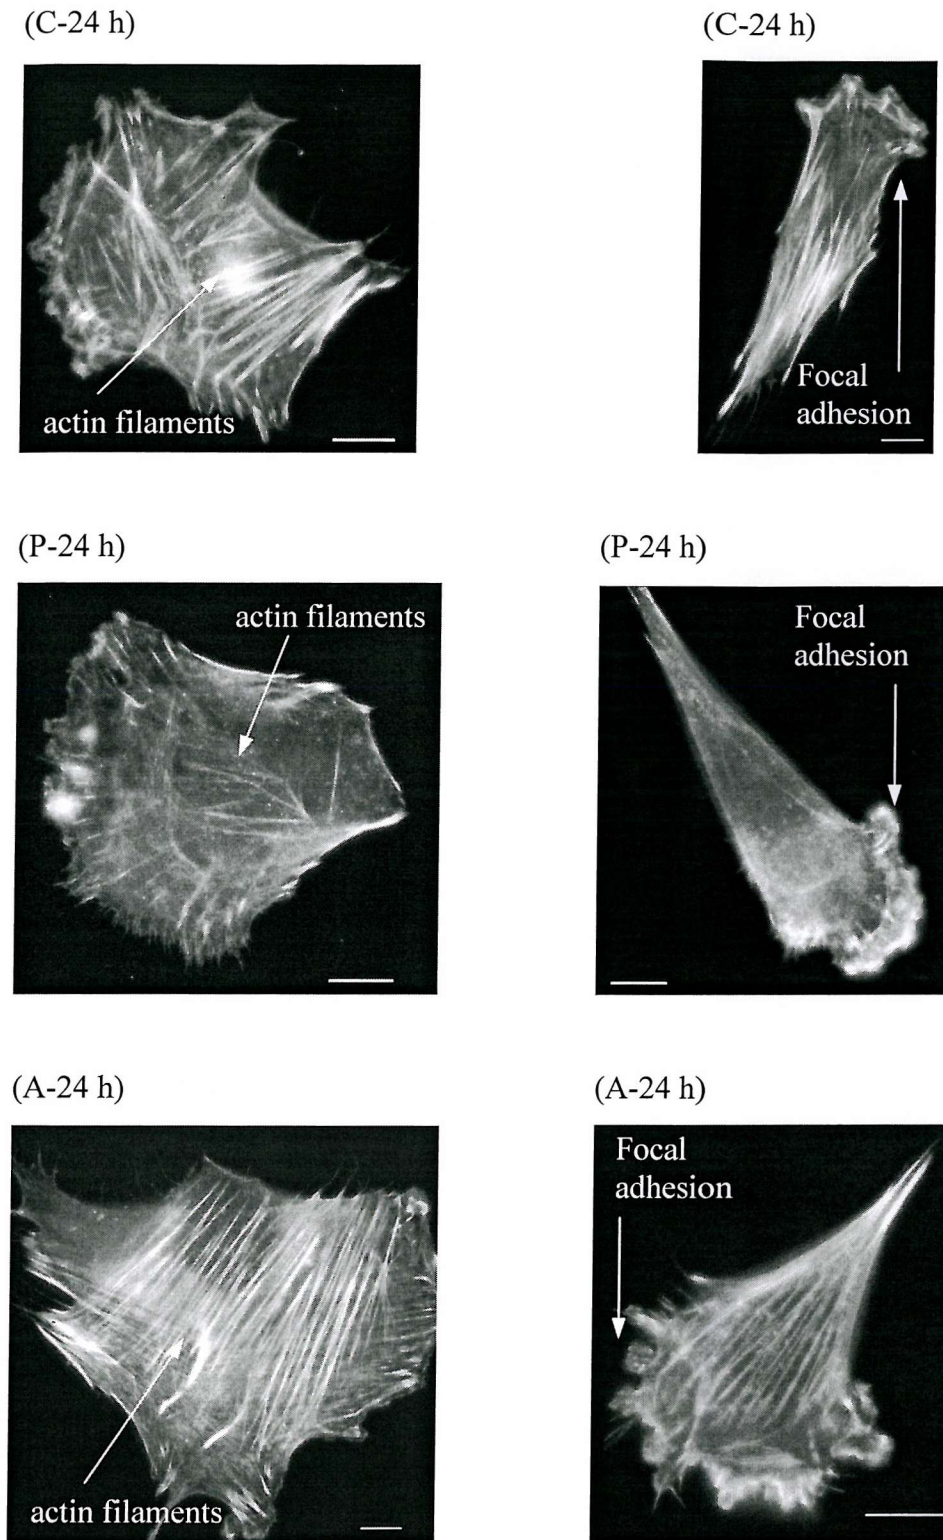 (C-24 h)
(C-24 h)
actin filaments
Focal
adhesion
(P-24 h)
(P-24 h)
actin filaments
Focal
adhesion
(A-24 h)
(A-24 h)
Focal
adhesion
actin filaments